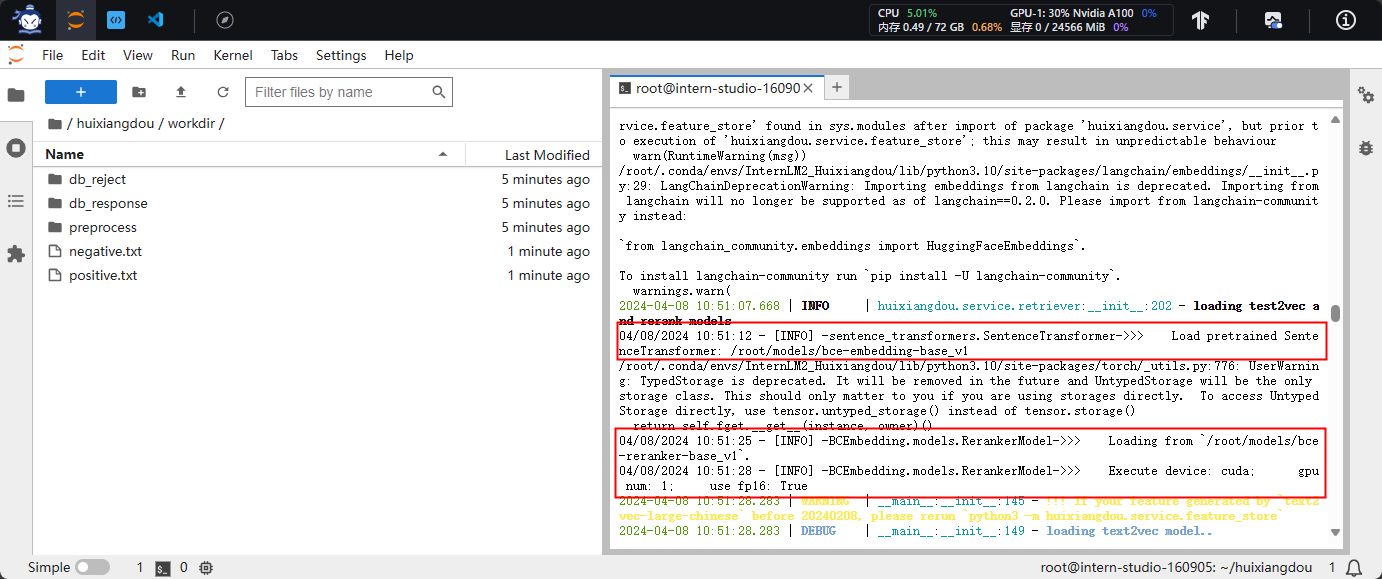 CPU 5.01% GPU-1: 30% Nvidia A100 0%
内存 0.49 / 72 GB 0.68% 显存 0 / 24566 MiB 0%
File Edit View Run Kernel Tabs Settings Help
Filter files by name
/ huixiangdou / workdir /
Name Last Modified
db_reject 5 minutes ago
db_response 5 minutes ago
preprocess 5 minutes ago
negative.txt 1 minute ago
positive.txt 1 minute ago
root@intern-studio-16090
rvice.feature_store' found in sys.modules after import of package 'huixiangdou.service', but prior t
o execution of 'huixiangdou.service.feature_store'; this may result in unpredictable behaviour
warn(RuntimeWarning(msg))
/root/.conda/envs/InternLM2_Huixiangdou/lib/python3.10/site-packages/langchain/embeddings/__init__.p
y:29: LangChainDeprecationWarning: Importing embeddings from langchain is deprecated. Importing from
langchain will no longer be supported as of langchain==0.2.0. Please import from langchain-communit
y instead:
`from langchain_community.embeddings import HuggingFaceEmbeddings`.
To install langchain-community run `pip install -U langchain-community`.
warnings.warn(
2024-04-08 10:51:07.668 | INFO | huixiangdou.service.retriever:__init__:202 - loading test2vec a
nd rerank models
04/08/2024 10:51:12 - [INFO] -sentence_transformers.SentenceTransformer->>> Load pretrained Sente
nceTransformer: /root/models/bce-embedding-base_v1
/root/.conda/envs/InternLM2_Huixiangdou/lib/python3.10/site-packages/torch/_utils.py:776: UserWarnin
g: TypedStorage is deprecated. It will be removed in the future and UntypedStorage will be the only
storage class. This should only matter to you if you are using storages directly. To access Untyped
Storage directly, use tensor.untyped_storage() instead of tensor.storage()
return self.fget.__get__(instance, owner)()
04/08/2024 10:51:25 - [INFO] -BCEmbedding.models.RerankerModel->>> Loading from `/root/models/bce
-reranker-base_v1`.
04/08/2024 10:51:28 - [INFO] -BCEmbedding.models.RerankerModel->>> Execute device: cuda; gpu
num: 1; use fp16: True
2024-04-08 10:51:28.283 | WARNING | __main__:__init__:145 - !!! If your feature generated by `text2
vec-large-chinese` before 20240208, please rerun `python3 -m huixiangdou.service.feature_store`
2024-04-08 10:51:28.283 | DEBUG | __main__:__init__:149 - loading text2vec model..
Simple 1 0 root@intern-studio-160905: ~/huixiangdou 1